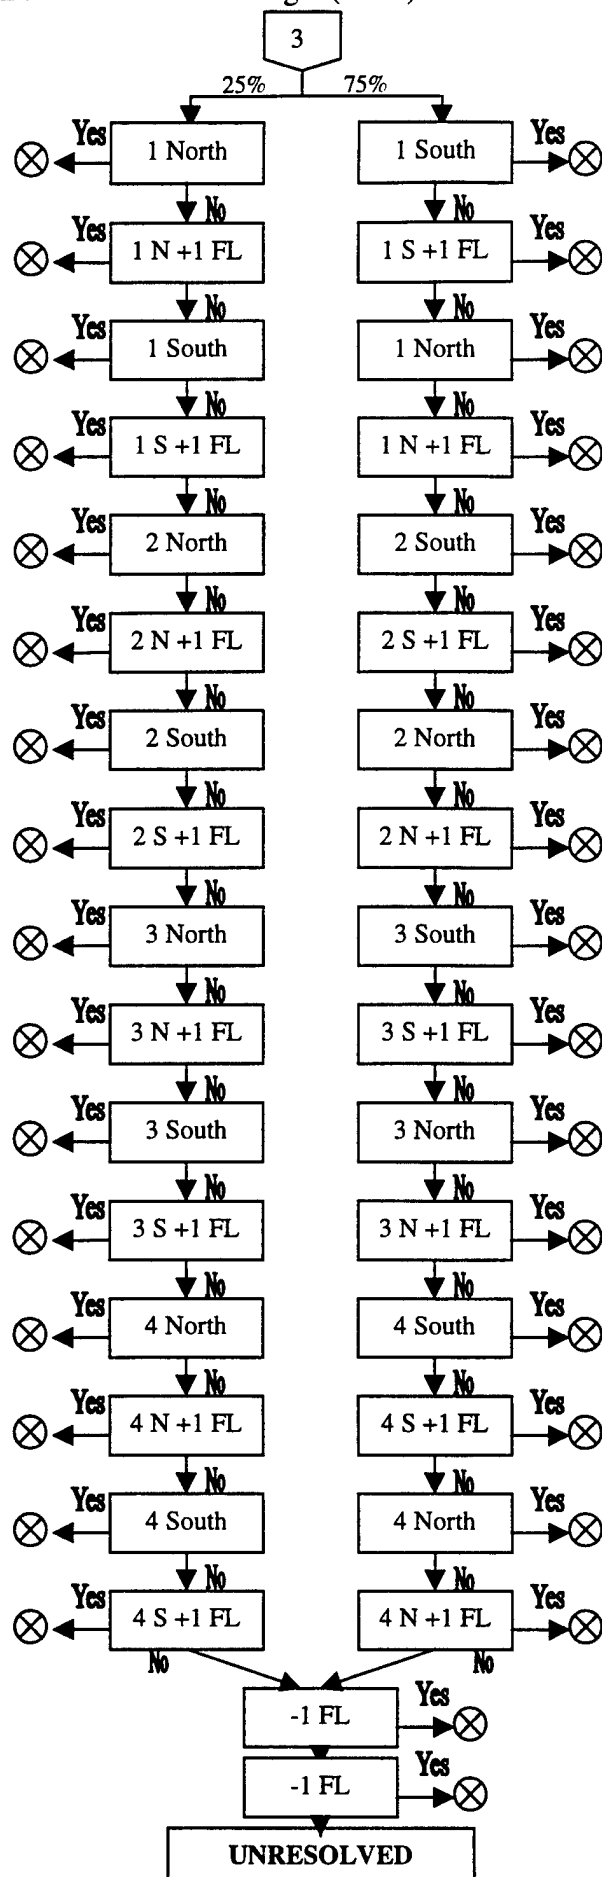 3
25% 75%
Yes 1 North 1 South Yes
No No
Yes 1 N +1 FL 1 S +1 FL Yes
No No
Yes 1 South 1 North Yes
No No
Yes 1 S +1 FL 1 N +1 FL Yes
No No
Yes 2 North 2 South Yes
No No
Yes 2 N +1 FL 2 S +1 FL Yes
No No
Yes 2 South 2 North Yes
No No
Yes 2 S +1 FL 2 N +1 FL Yes
No No
Yes 3 North 3 South Yes
No No
Yes 3 N +1 FL 3 S +1 FL Yes
No No
Yes 3 South 3 North Yes
No No
Yes 3 S +1 FL 3 N +1 FL Yes
No No
Yes 4 North 4 South Yes
No No
Yes 4 N +1 FL 4 S +1 FL Yes
No No
Yes 4 South 4 North Yes
No No
Yes 4 S +1 FL 4 N +1 FL Yes
No No
-1 FL Yes
-1 FL Yes
UNRESOLVED